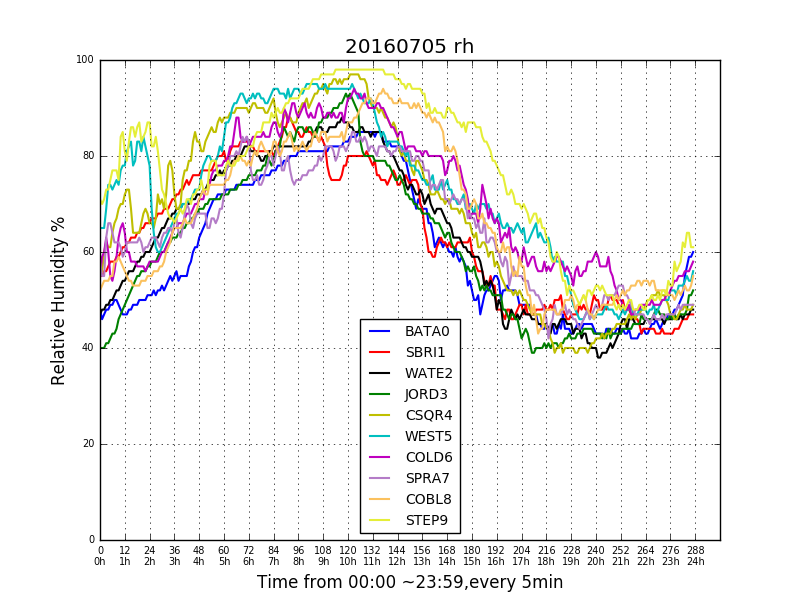 20160705 rh
Relative Humidity %
100
80
60
40
20
0
BATA0
SBRI1
WATE2
JORD3
CSQR4
WEST5
COLD6
SPRA7
COBL8
STEP9
0 12 24 36 48 60 72 84 96 108 120 132 144 156 168 180 192 204 216 228 240 252 264 276 288
0h 1h 2h 3h 4h 5h 6h 7h 8h 9h 10h 11h 12h 13h 14h 15h 16h 17h 18h 19h 20h 21h 22h 23h 24h
Time from 00:00 ~23:59,every 5min